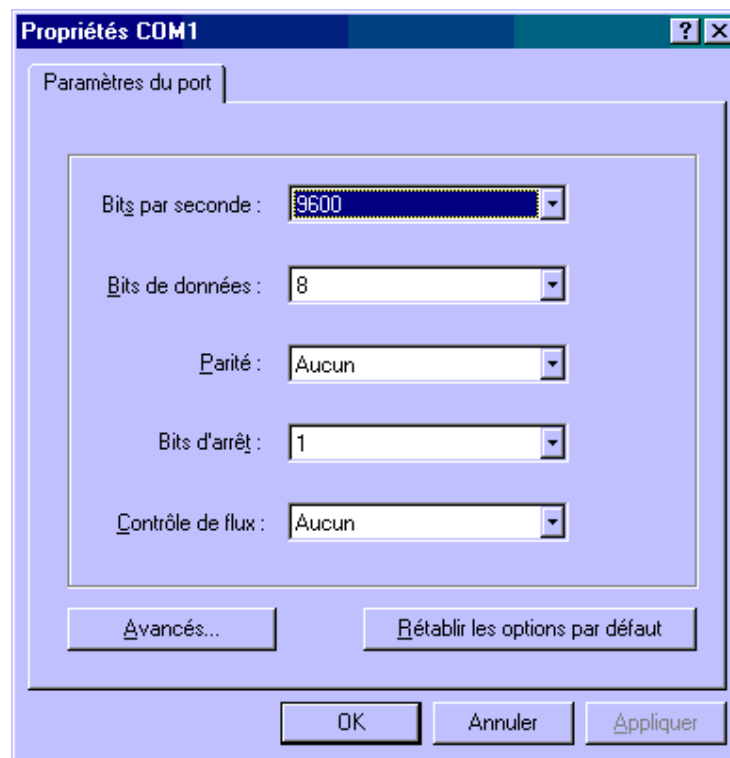 Propriétés COM1
Paramètres du port
Bits par seconde : 9600
Bits de données : 8
Parité : Aucun
Bits d'arrêt : 1
Contrôle de flux : Aucun
Avancés... Rétablir les options par défaut
OK Annuler Appliquer